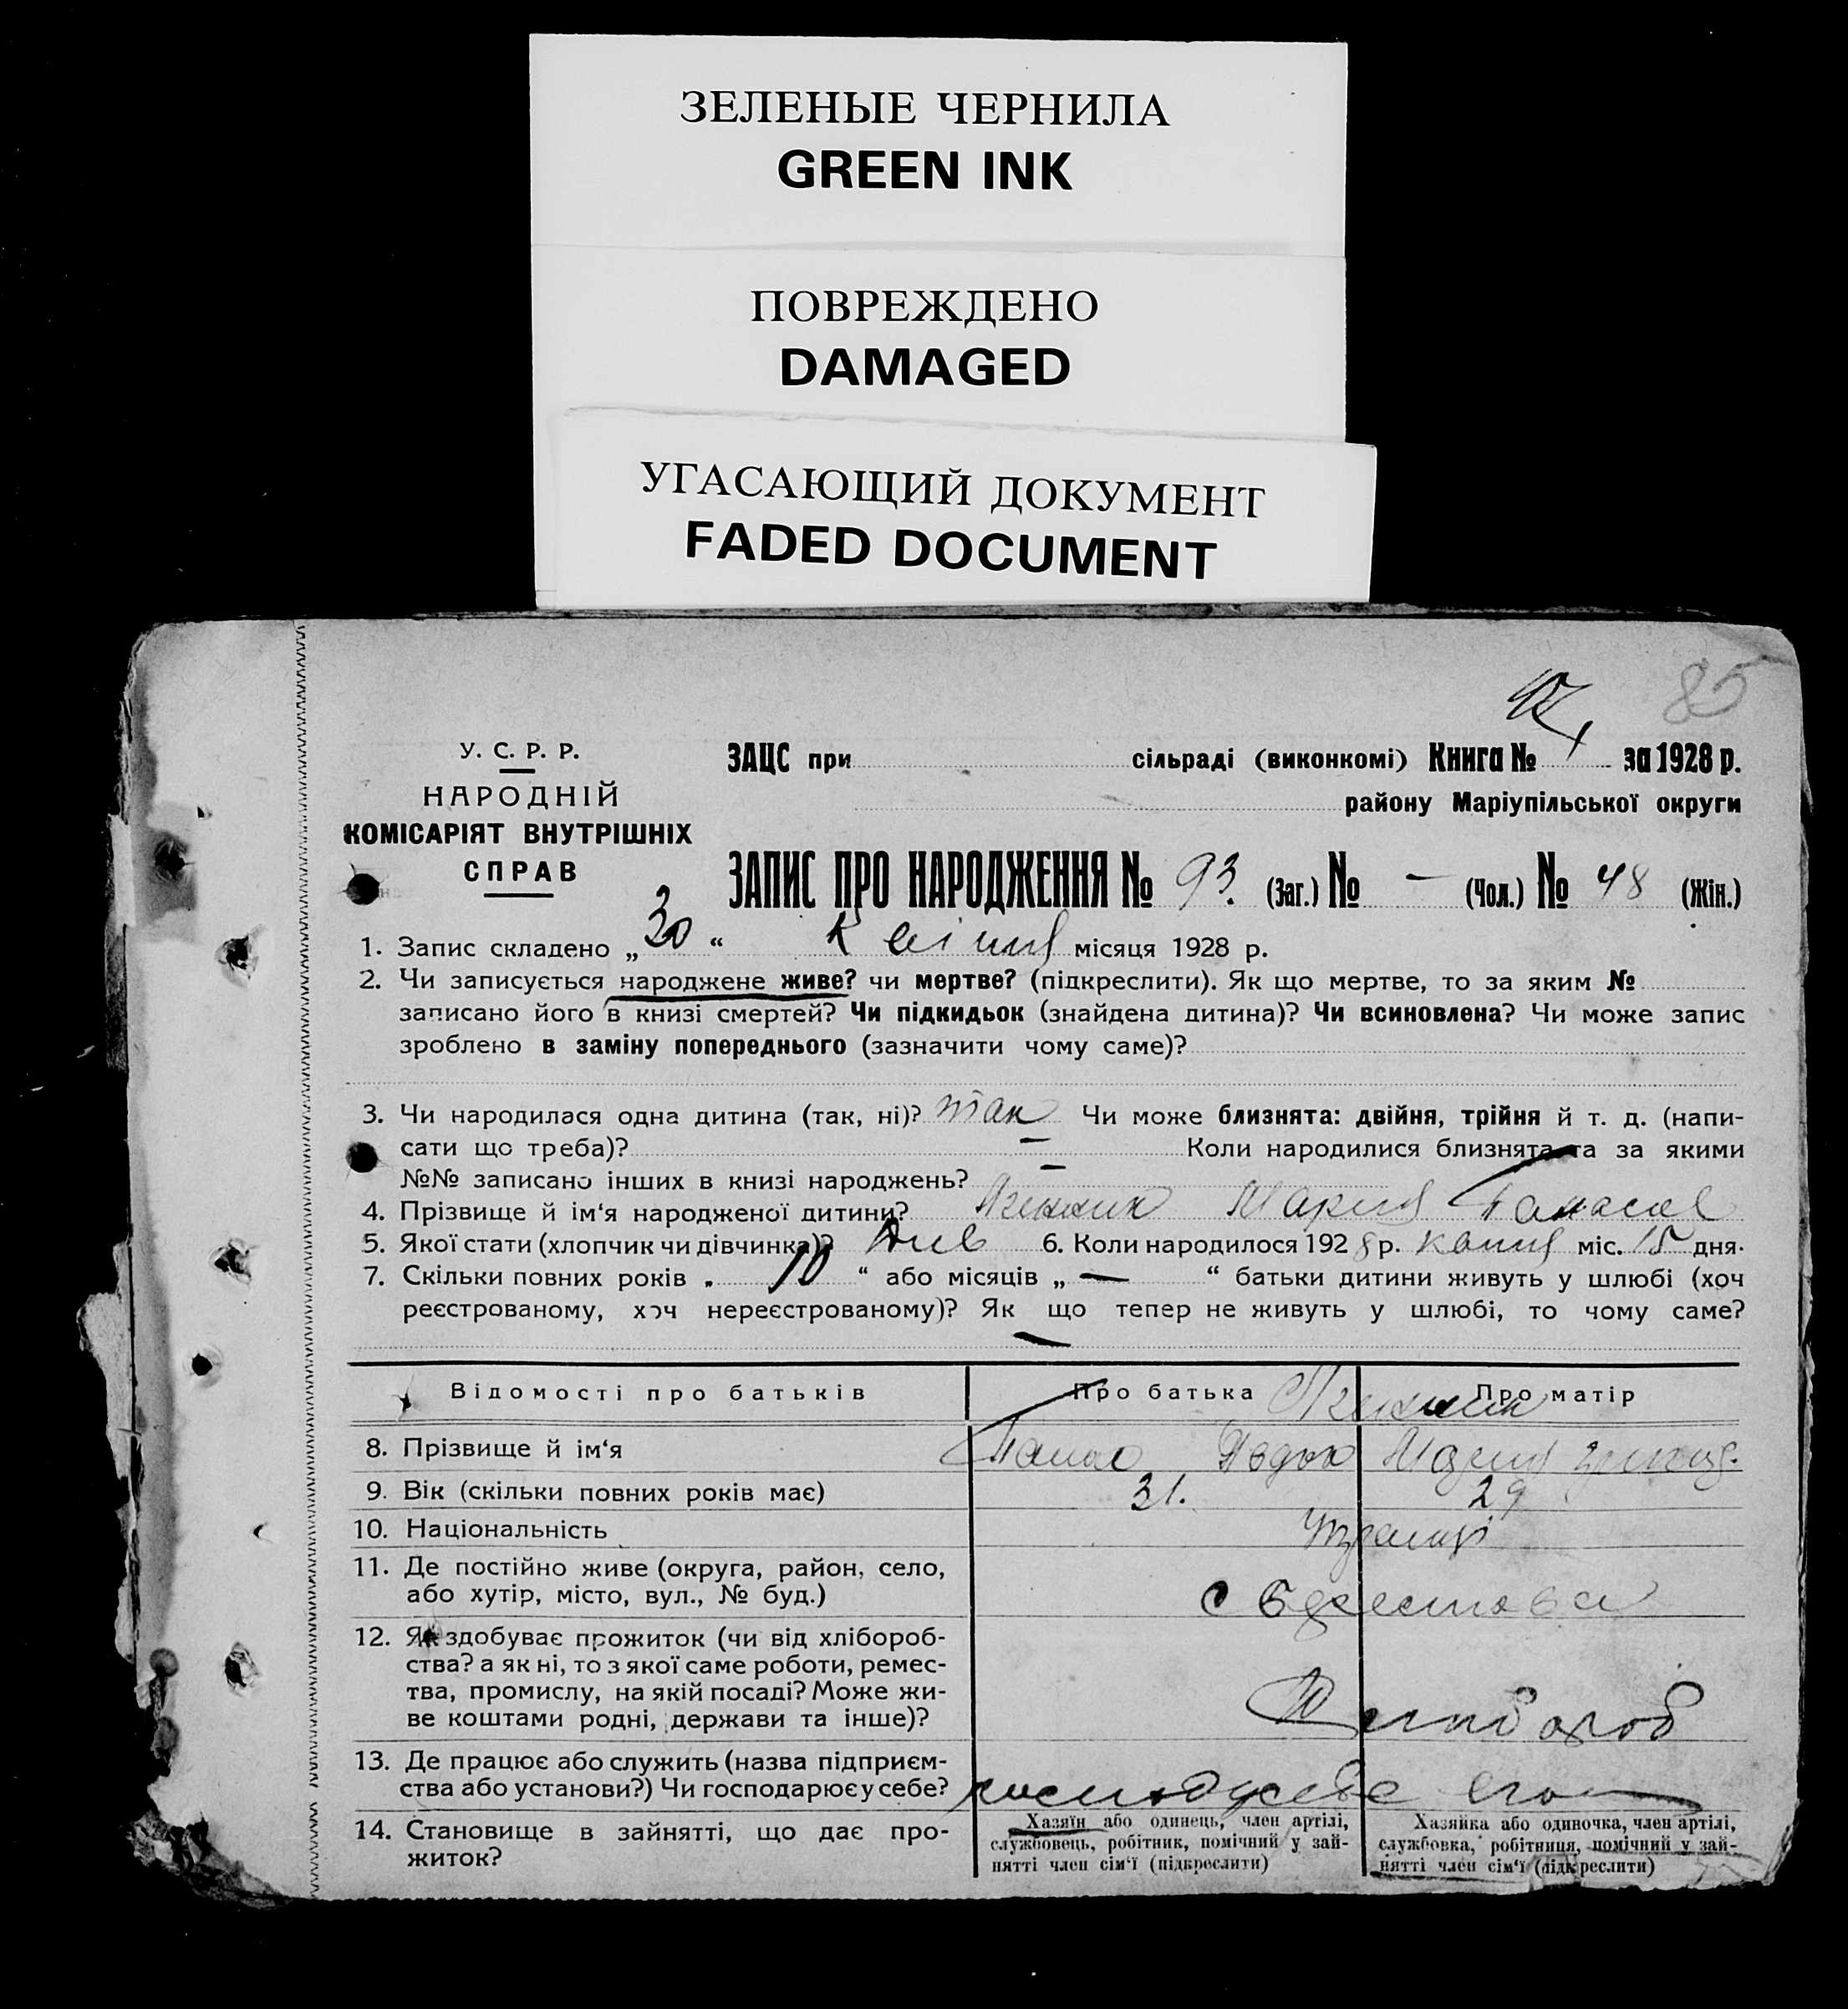 ЗЕЛЕНЫЕ ЧЕРНИЛА
GREEN INK
ПОВРЕЖДЕНО
DAMAGED
УГАСАЮЩИЙ ДОКУМЕНТ
FADED DOCUMENT
85
У. С. Р. Р.
НАРОДНІЙ
КОМІСАРІЯТ ВНУТРІШНІХ
СПРАВ
ЗАЦС при сільраді (виконкомі) Книга № за 1928 р.
району Маріупільської округи
ЗАПИС ПРО НАРОДЖЕННЯ № 93. (Заг.) № — (Чол.) № 48 (Жін.)
1. Запис складено „30“ Квітня місяця 1928 р.
2. Чи записується народжене живе? чи мертве? (підкреслити). Як що мертве, то за яким №
записано його в книзі смертей? Чи підкидьок (знайдена дитина)? Чи всиновлена? Чи може запис
зроблено в заміну попереднього (зазначити чому саме)?
3. Чи народилася одна дитина (так, ні)? так Чи може близнята: двійня, трійня й т. д. (напи-
сати що треба)? — Коли народилися близнята та за якими
№№ записано інших в книзі народжень? —
4. Прізвище й ім‘я народженої дитини? Мария
5. Якої стати (хлопчик чи дівчинка)? 6. Коли народилося 1928 р. міс. 15 дня.
7. Скільки повних років „ 10 “ або місяців „ — “ батьки дитини живуть у шлюбі (хоч
реєстрованому, хоч нереєстрованому)? Як що тепер не живуть у шлюбі, то чому саме?
—
Відомості про батьків Про батька Про матір
8. Прізвище й ім‘я
9. Вік (скільки повних років має) 31. 29
10. Національність
11. Де постійно живе (округа, район, село,
або хутір, місто, вул., № буд.)
12. Як здобуває прожиток (чи від хлібороб-
ства? а як ні, то з якої саме роботи, ремес-
тва, промислу, на якій посаді? Може жи-
ве коштами родні, держави та інше)?
13. Де працює або служить (назва підприєм-
ства або установи?) Чи господарює у себе?
14. Становище в зайнятті, що дає про-
житок?
Хазяїн або одинець, член артілі,
службовець, робітник, помічний у зай-
нятті член сім‘ї (підкреслити)
Хазяйка або одиночка, член артілі,
службовка, робітниця, помічний у зай-
нятті член сім‘ї (підкреслити)